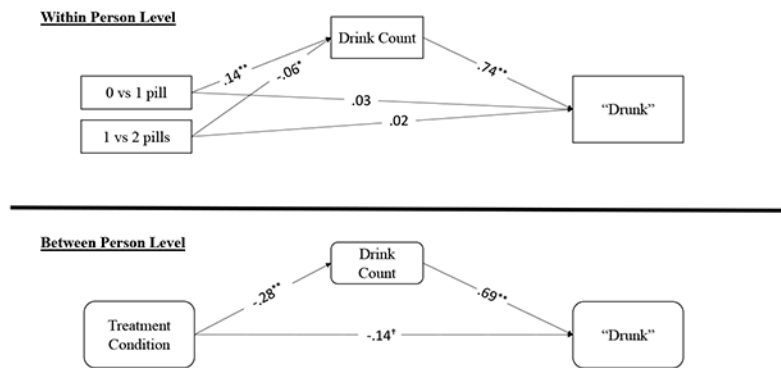 Within Person Level
Drink Count
.14**
-.06*
.74**
0 vs 1 pill
.03
"Drunk"
1 vs 2 pills
.02
Between Person Level
Drink
Count
-.28**
.69**
Treatment
Condition
-.14†
"Drunk"